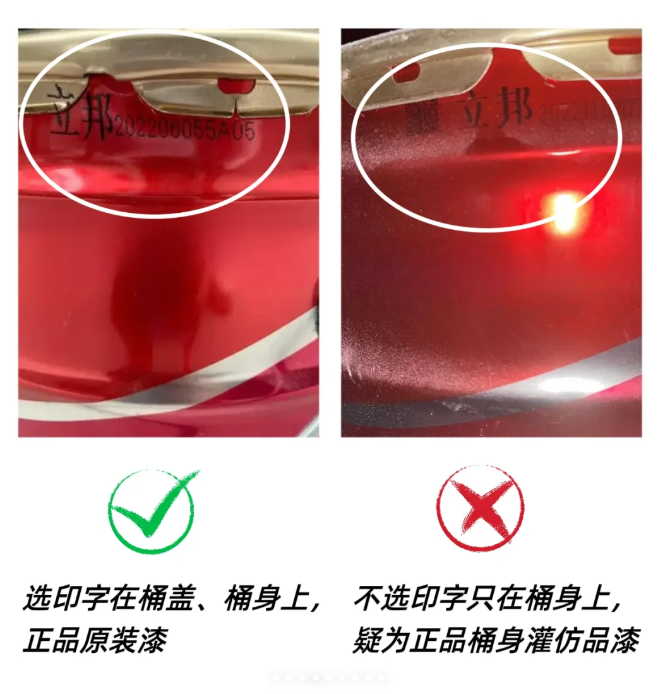 立邦202206055A05
立邦
选印字在桶盖、桶身上，
正品原装漆
不选印字只在桶身上，
疑为正品桶身灌仿品漆